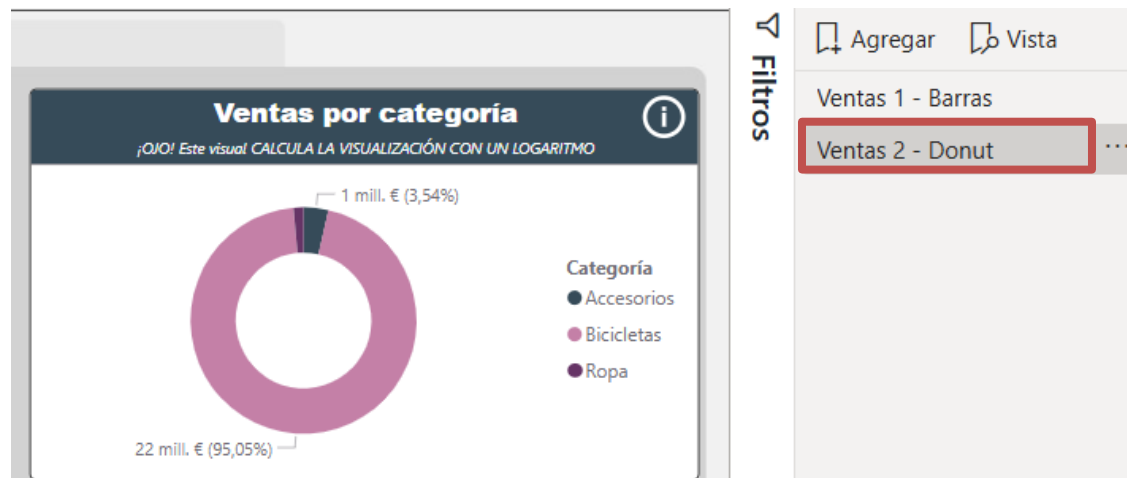 Ventas por categoría
¡OJO! Este visual CALCULA LA VISUALIZACIÓN CON UN LOGARITMO
i
1 mill. € (3,54%)
Categoría
Accesorios
Bicicletas
Ropa
22 mill. € (95,05%)
Filtros
Agregar
Vista
Ventas 1 - Barras
Ventas 2 - Donut
...